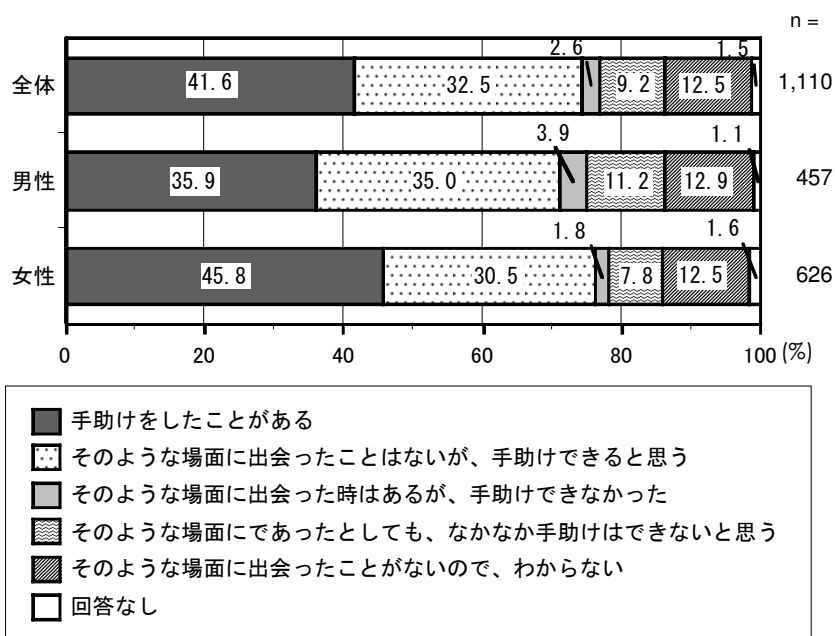 n =
2.6 1.5
全体 41.6 32.5 9.2 12.5 1,110
3.9 1.1
男性 35.9 35.0 11.2 12.9 457
1.8 1.6
女性 45.8 30.5 7.8 12.5 626
0 20 40 60 80 100 (%)
手助けをしたことがある
そのような場面に出会ったことはないが、手助けできると思う
そのような場面に出会った時はあるが、手助けできなかった
そのような場面にであったとしても、なかなか手助けはできないと思う
そのような場面に出会ったことがないので、わからない
回答なし